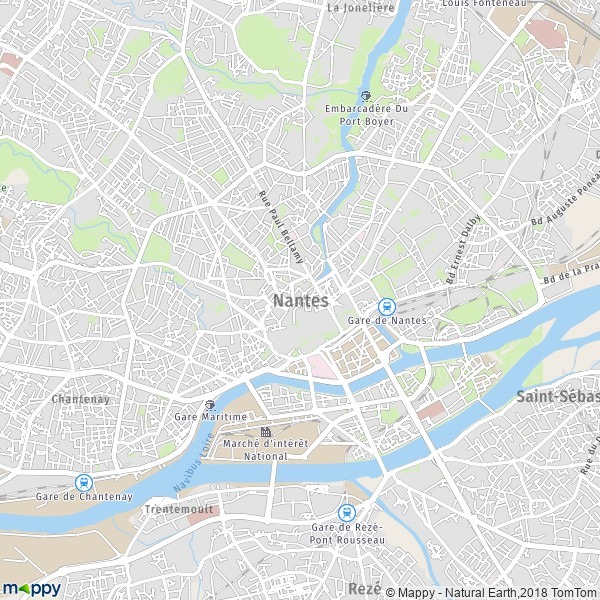 La Jonelière
Louis Fonteneau
Embarcadère Du
Port Boyer
Bd Auguste Penea
Rue Paul Bellamy
Bd Ernest Dalby
Bd de la Pra
Nantes
Gare de Nantes
Chantenay
Saint-Sébas
Gare Maritime
Navibus Loire
Marché d'intérêt
National
Gare de Chantenay
Trentemoult
Gare de Rezé-
Pont Rousseau
Rezé
mappy
© Mappy - Natural Earth,2018 TomTom